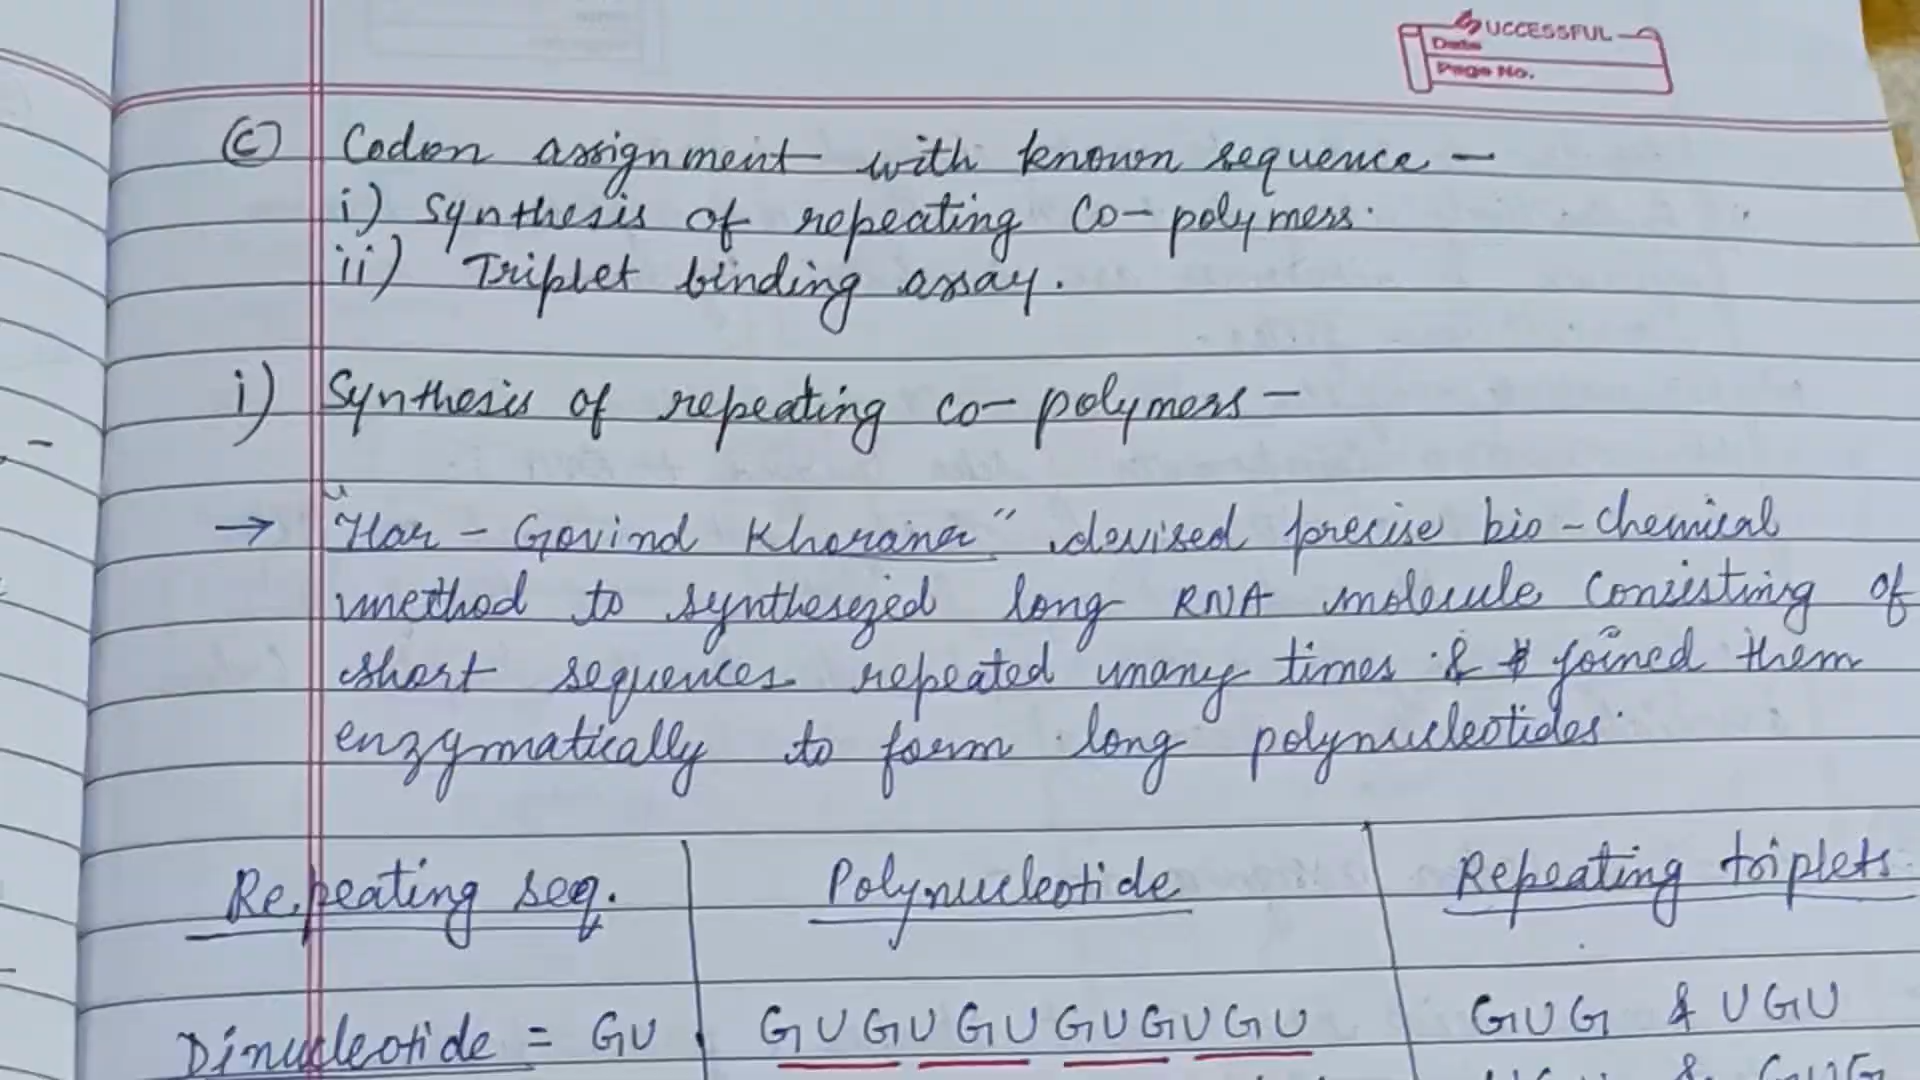 SUCCESSFUL
Date
Page No.
(C) Codon assignment with known sequence –
i) Synthesis of repeating Co-polymers.
ii) Triplet binding assay.
i) Synthesis of repeating co-polymers –
→ "Har-Govind Khorana" devised precise bio-chemical
method to synthesezed long RNA molecule consisting of
short sequences repeated many times & joined them
enzymatically to form long polynucleotides.
Repeating seq. Polynucleotide Repeating triplets
Dinucleotide = GU GUGUGUGUGUGU GUG & UGU
& GUG